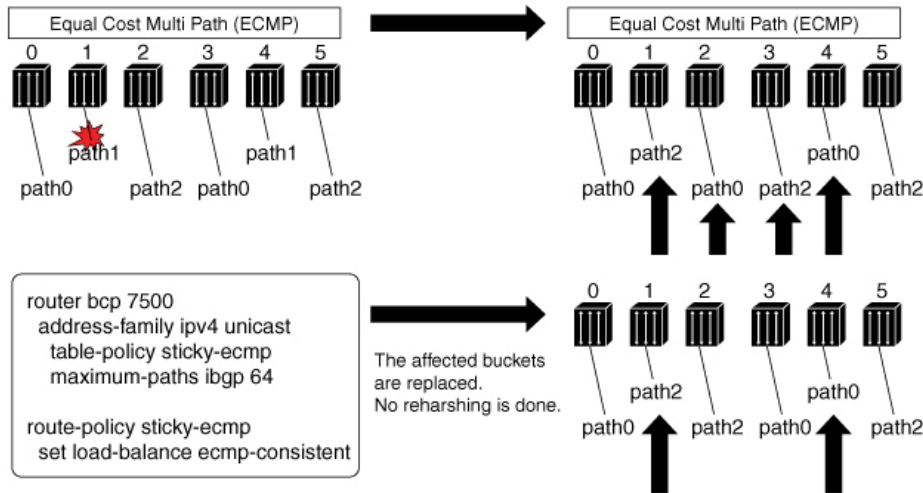 Equal Cost Multi Path (ECMP)
0 1 2 3 4 5
path1 path1
path0 path2 path0 path2
Equal Cost Multi Path (ECMP)
0 1 2 3 4 5
path2 path0
path0 path0 path2 path2
router bcp 7500
address-family ipv4 unicast
table-policy sticky-ecmp
maximum-paths ibgp 64
route-policy sticky-ecmp
set load-balance ecmp-consistent
The affected buckets
are replaced.
No reharshing is done.
0 1 2 3 4 5
path2 path0
path0 path2 path0 path2